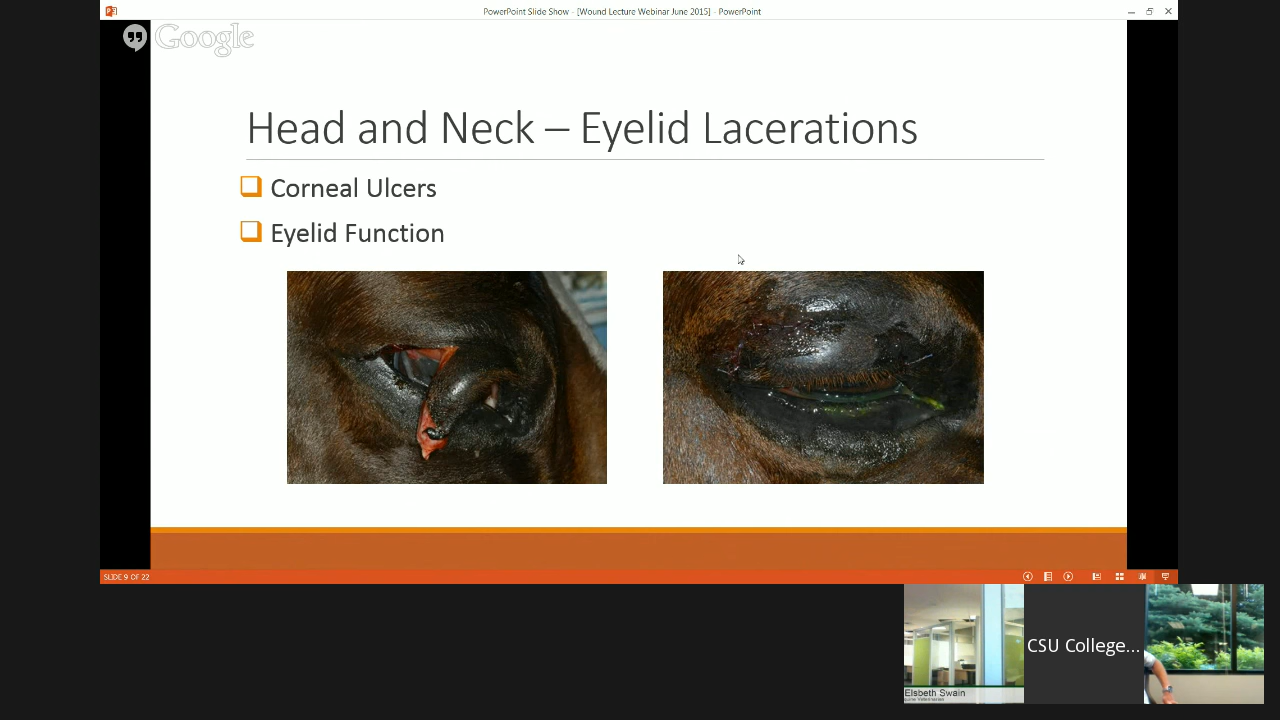 PowerPoint Slide Show - [Wound Lecture Webinar June 2015] - PowerPoint
Google
Head and Neck – Eyelid Lacerations
Corneal Ulcers
Eyelid Function
SLIDE 9 OF 22
CSU College...
Elsbeth Swain